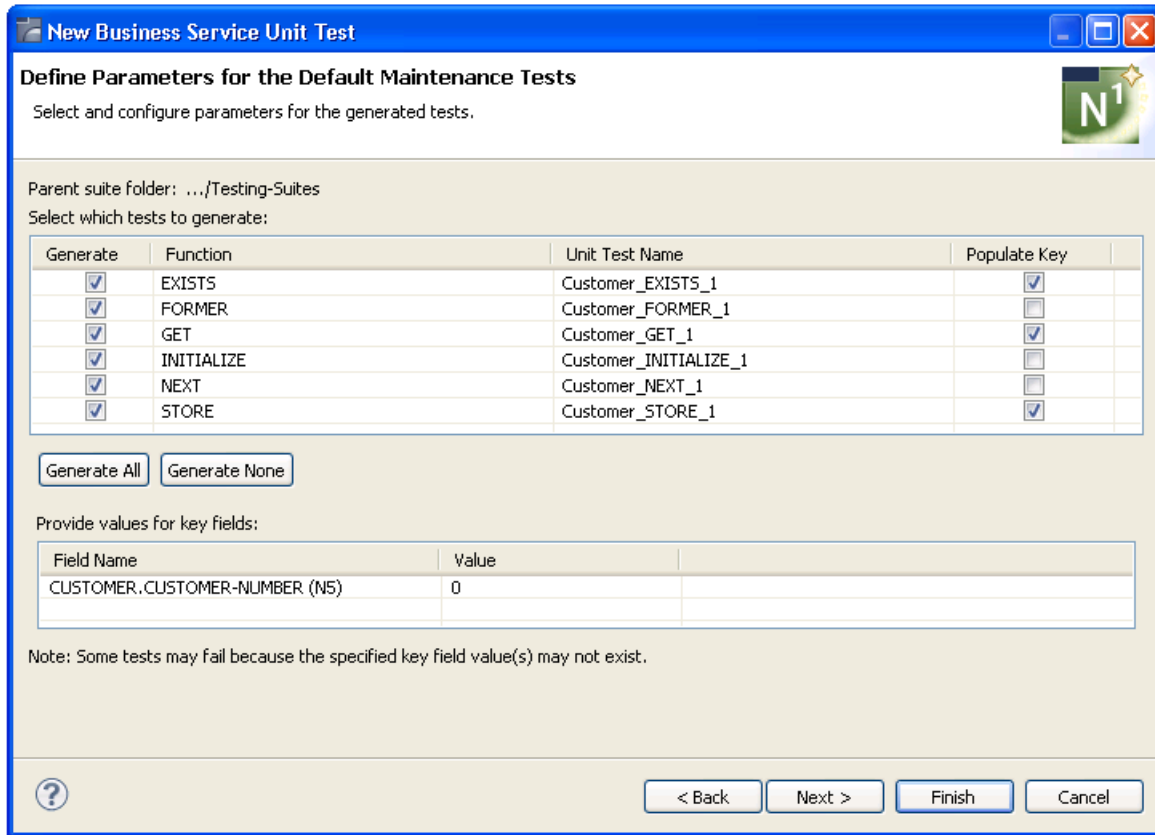 New Business Service Unit Test
Define Parameters for the Default Maintenance Tests
Select and configure parameters for the generated tests.
N1
Parent suite folder: .../Testing-Suites
Select which tests to generate:
Generate Function Unit Test Name Populate Key
EXISTS Customer_EXISTS_1
FORMER Customer_FORMER_1
GET Customer_GET_1
INITIALIZE Customer_INITIALIZE_1
NEXT Customer_NEXT_1
STORE Customer_STORE_1
Generate All Generate None
Provide values for key fields:
Field Name Value
CUSTOMER.CUSTOMER-NUMBER (N5) 0
Note: Some tests may fail because the specified key field value(s) may not exist.
? < Back Next > Finish Cancel